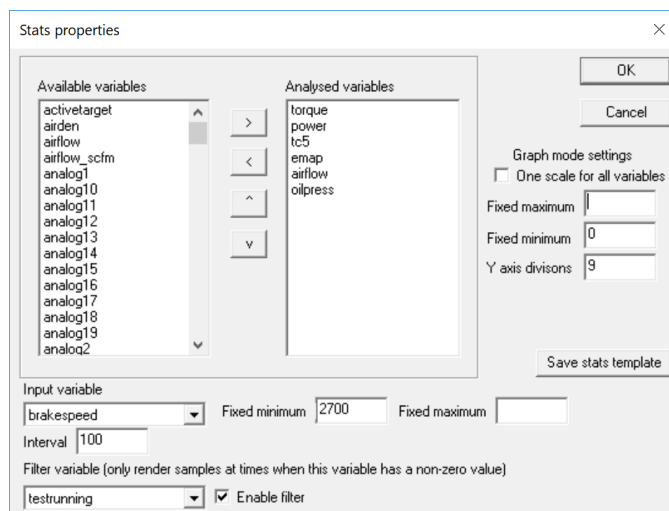 Stats properties
OK
Cancel
Available variables
activetarget
airden
airflow
airflow_scfm
analog1
analog10
analog11
analog12
analog13
analog14
analog15
analog16
analog17
analog18
analog19
analog2
>
<
^
v
Analysed variables
torque
power
tc5
emap
airflow
oilpress
Graph mode settings
One scale for all variables
Fixed maximum
Fixed minimum 0
Y axis divisons 9
Save stats template
Input variable
brakespeed Fixed minimum 2700 Fixed maximum
Interval 100
Filter variable (only render samples at times when this variable has a non-zero value)
testrunning Enable filter